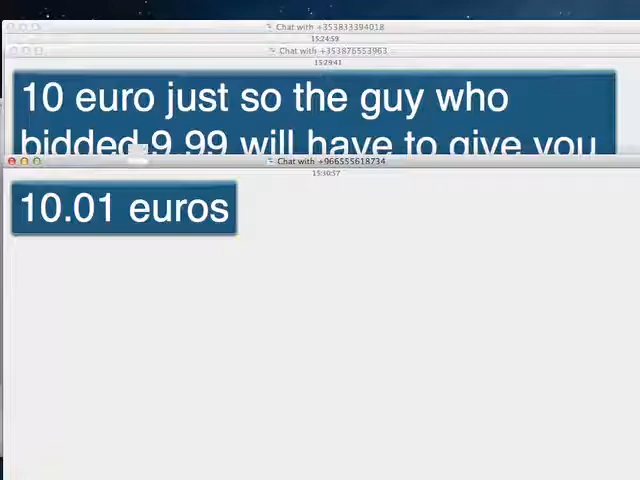 Chat with +353833394018
15:24:59
Chat with +353876553963
15:29:41
10 euro just so the guy who
bidded 9.99 will have to give you
Chat with +966555618734
15:30:57
10.01 euros